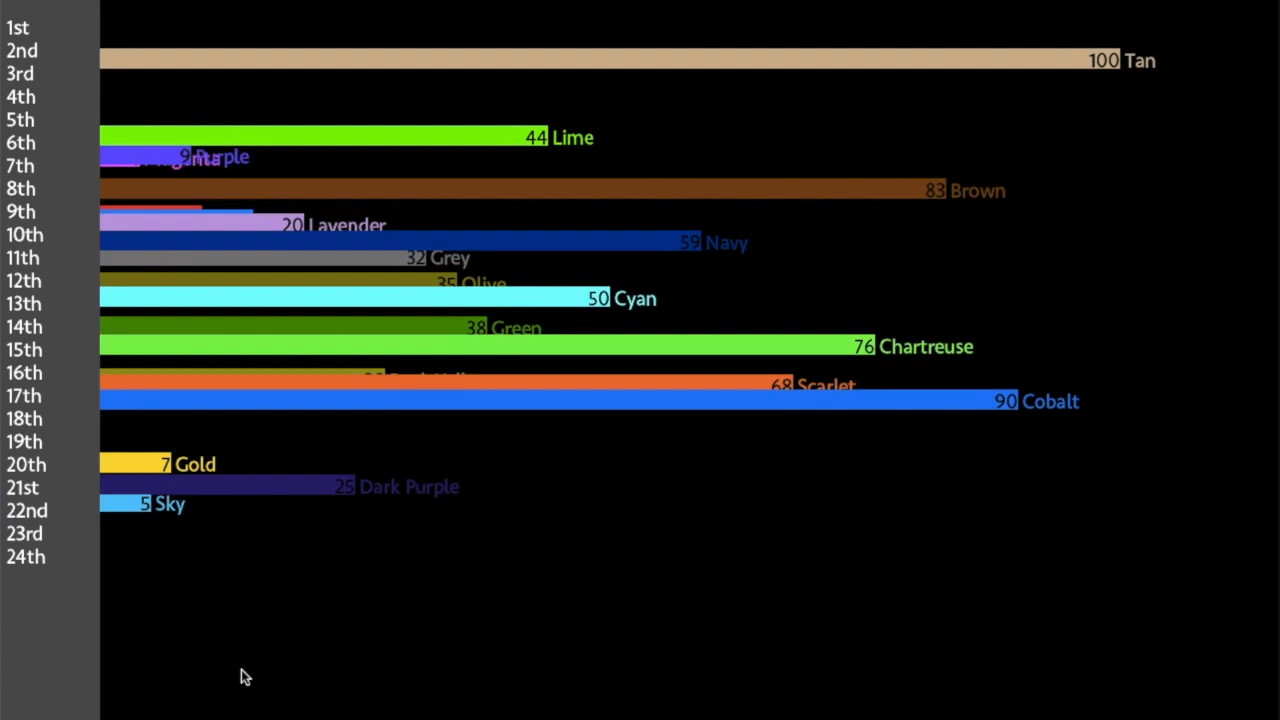 1st
2nd
100 Tan
3rd
4th
5th
44 Lime
6th
9 Purple
7th
8th
83 Brown
9th
20 Lavender
10th
59 Navy
11th
32 Grey
12th
35 Olive
13th
50 Cyan
14th
38 Green
15th
76 Chartreuse
16th
68 Scarlet
17th
90 Cobalt
18th
19th
20th
7 Gold
21st
25 Dark Purple
22nd
5 Sky
23rd
24th